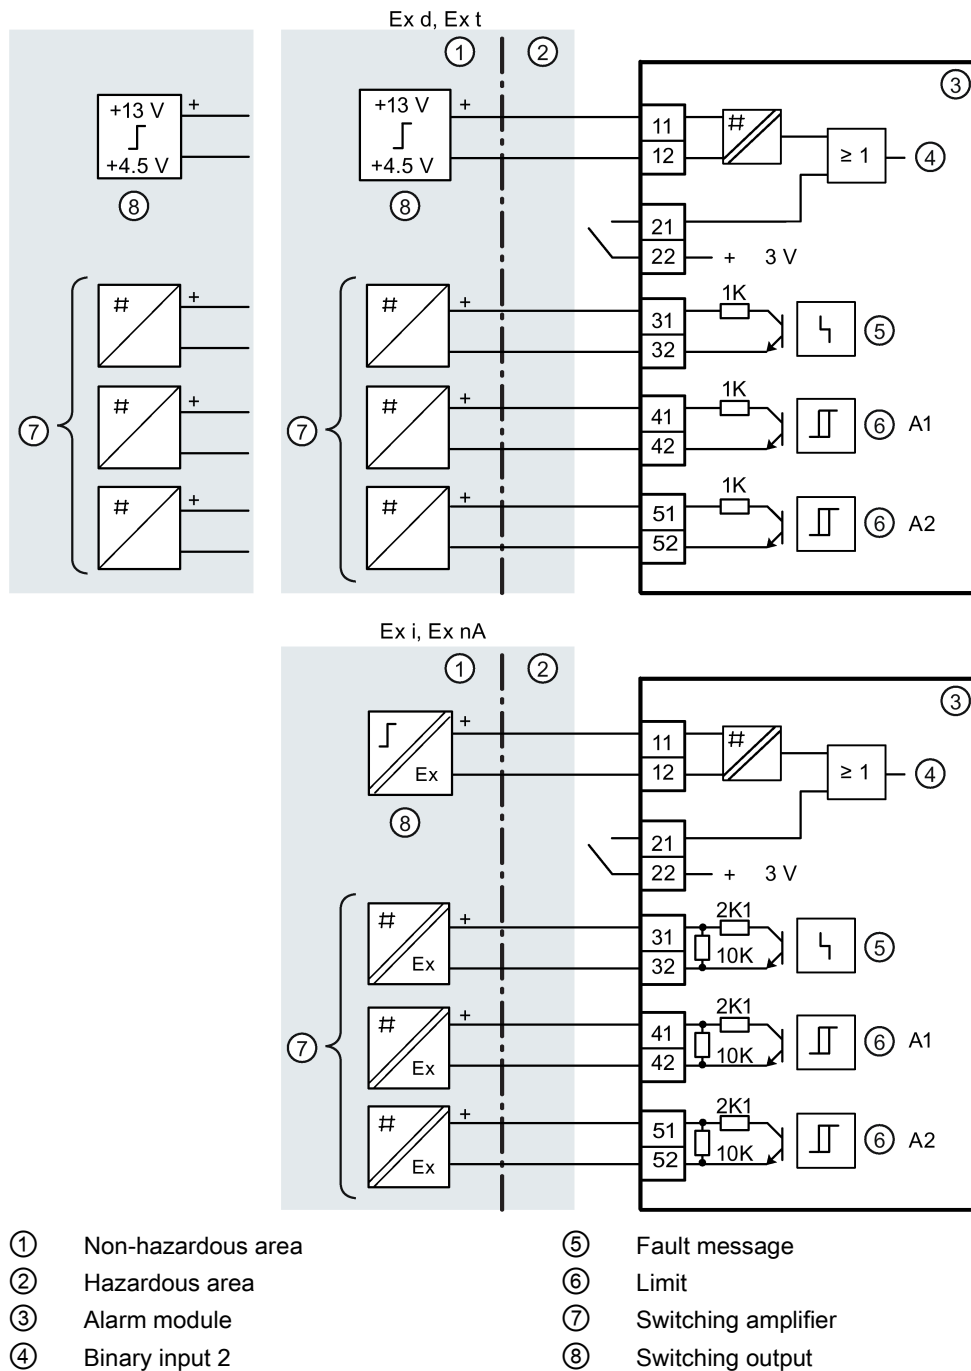 Ex d, Ex t
① ② ③
+13 V + +13 V + 11 #
+4.5 V +4.5 V 12 ≥ 1 ④
⑧ ⑧
21
22 + 3 V
1K
# + # + 31 ⑤
32
1K
# + # + 41 ⑥ A1
⑦ ⑦ 42
1K
# + # + 51 ⑥ A2
52
Ex i, Ex nA
① ② ③
+ 11 #
Ex 12 ≥ 1 ④
⑧
21
22 + 3 V
2K1
# + 31 ⑤
Ex 32 10K
2K1
# + 41 ⑥ A1
⑦ Ex 42 10K
2K1
# + 51 ⑥ A2
Ex 52 10K
① Non-hazardous area
② Hazardous area
③ Alarm module
④ Binary input 2
⑤ Fault message
⑥ Limit
⑦ Switching amplifier
⑧ Switching output